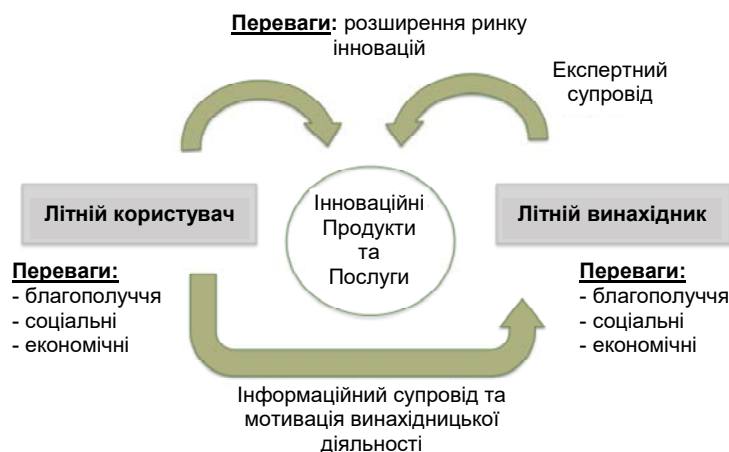 Переваги: розширення ринку
інновацій
Експертний
супровід
Літній користувач
Інноваційні
Продукти
та
Послуги
Літній винахідник
Переваги:
- благополуччя
- соціальні
- економічні
Переваги:
- благополуччя
- соціальні
- економічні
Інформаційний супровід та
мотивація винахідницької
діяльності